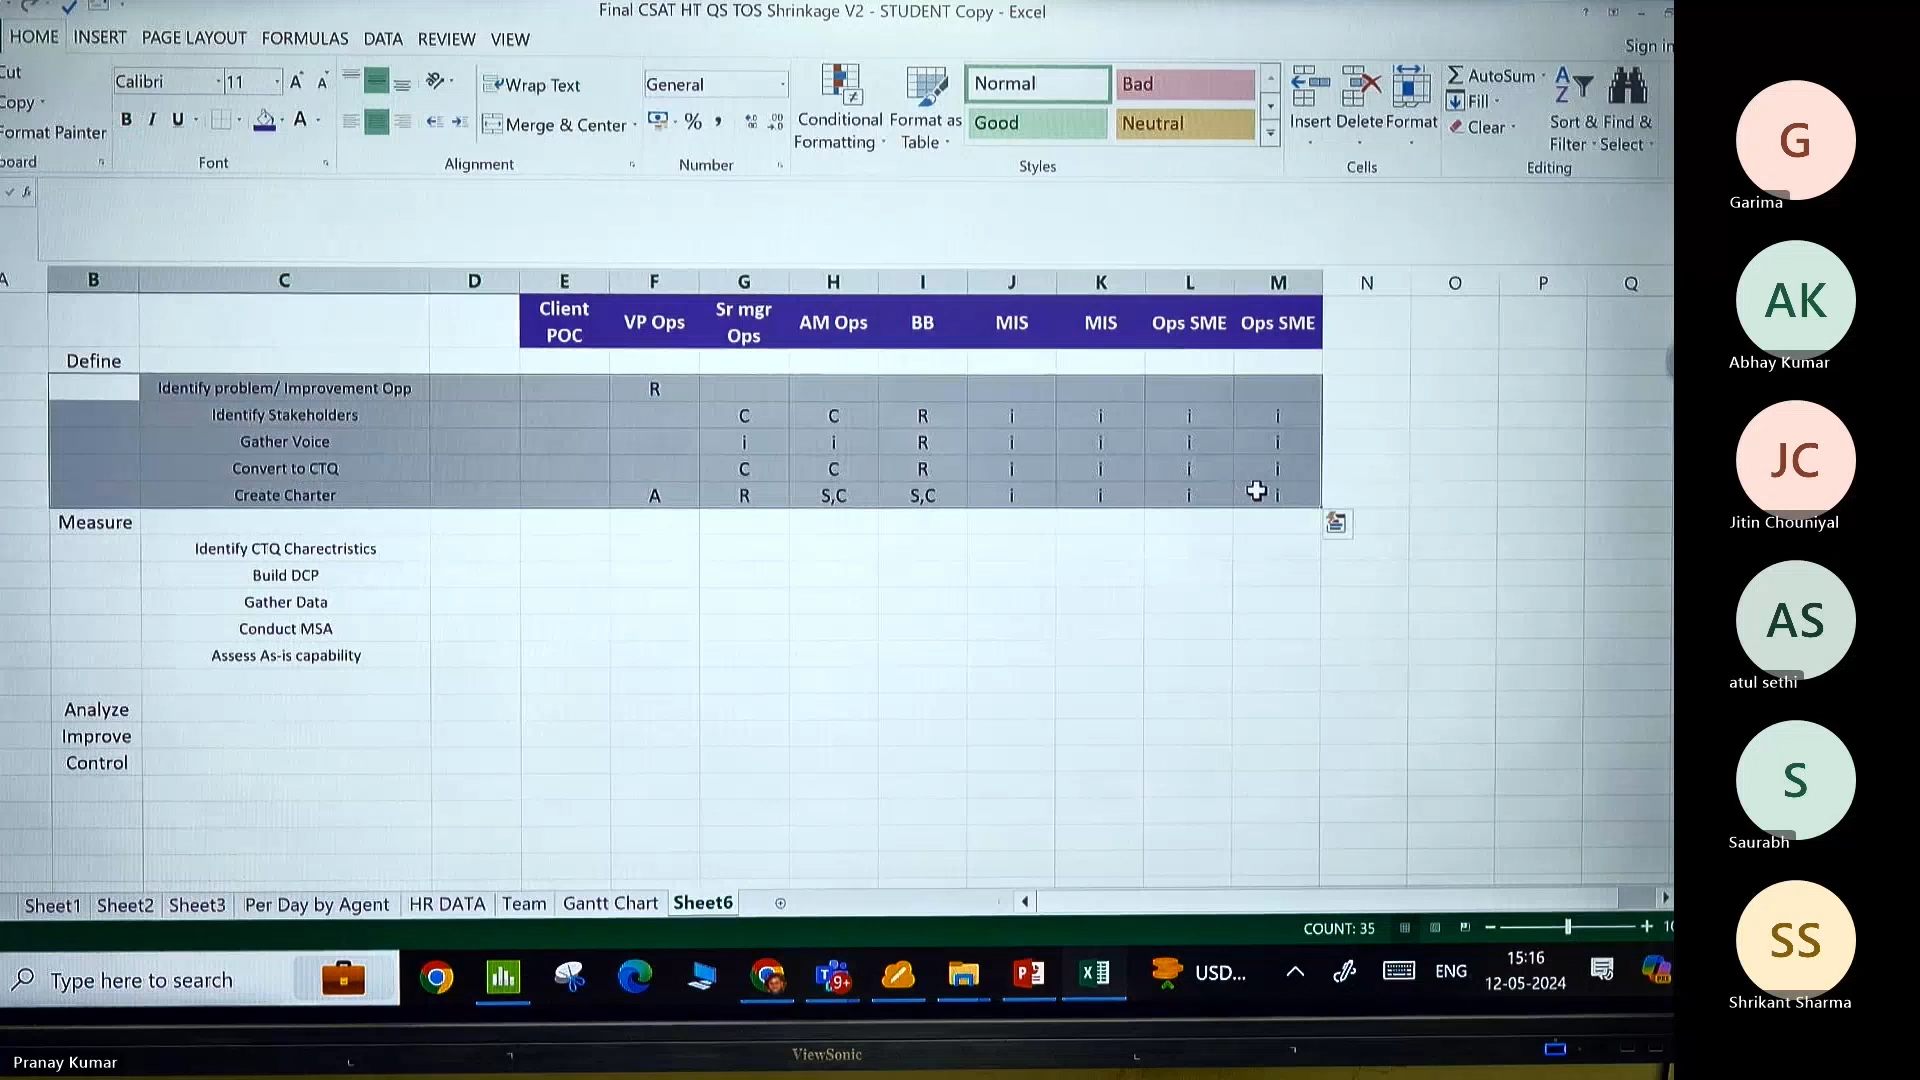 Final CSAT HT QS TOS Shrinkage V2 - STUDENT Copy - Excel
HOME INSERT PAGE LAYOUT FORMULAS DATA REVIEW VIEW
Sign in
Cut
Copy
Format Painter
Calibri 11
B I U
Wrap Text
Merge & Center
General
%
Conditional Formatting
Format as Table
Normal Bad
Good Neutral
Insert Delete Format
AutoSum
Fill
Clear
Sort & Filter
Find & Select
Font Alignment Number Styles Cells Editing
A B C D E F G H I J K L M N O P Q
Client POC VP Ops Sr mgr Ops AM Ops BB MIS MIS Ops SME Ops SME
Define
Identify problem/ Improvement Opp R
Identify Stakeholders C C R i i i i
Gather Voice i i R i i i i
Convert to CTQ C C R i i i i
Create Charter A R S,C S,C i i i i
Measure
Identify CTQ Charectristics
Build DCP
Gather Data
Conduct MSA
Assess As-is capability
Analyze
Improve
Control
Sheet1 Sheet2 Sheet3 Per Day by Agent HR DATA Team Gantt Chart Sheet6
COUNT: 35
Type here to search
9+
USD...
ENG
15:16
12-05-2024
ViewSonic
Pranay Kumar
G
Garima
AK
Abhay Kumar
JC
Jitin Chouniyal
AS
atul sethi
S
Saurabh
SS
Shrikant Sharma